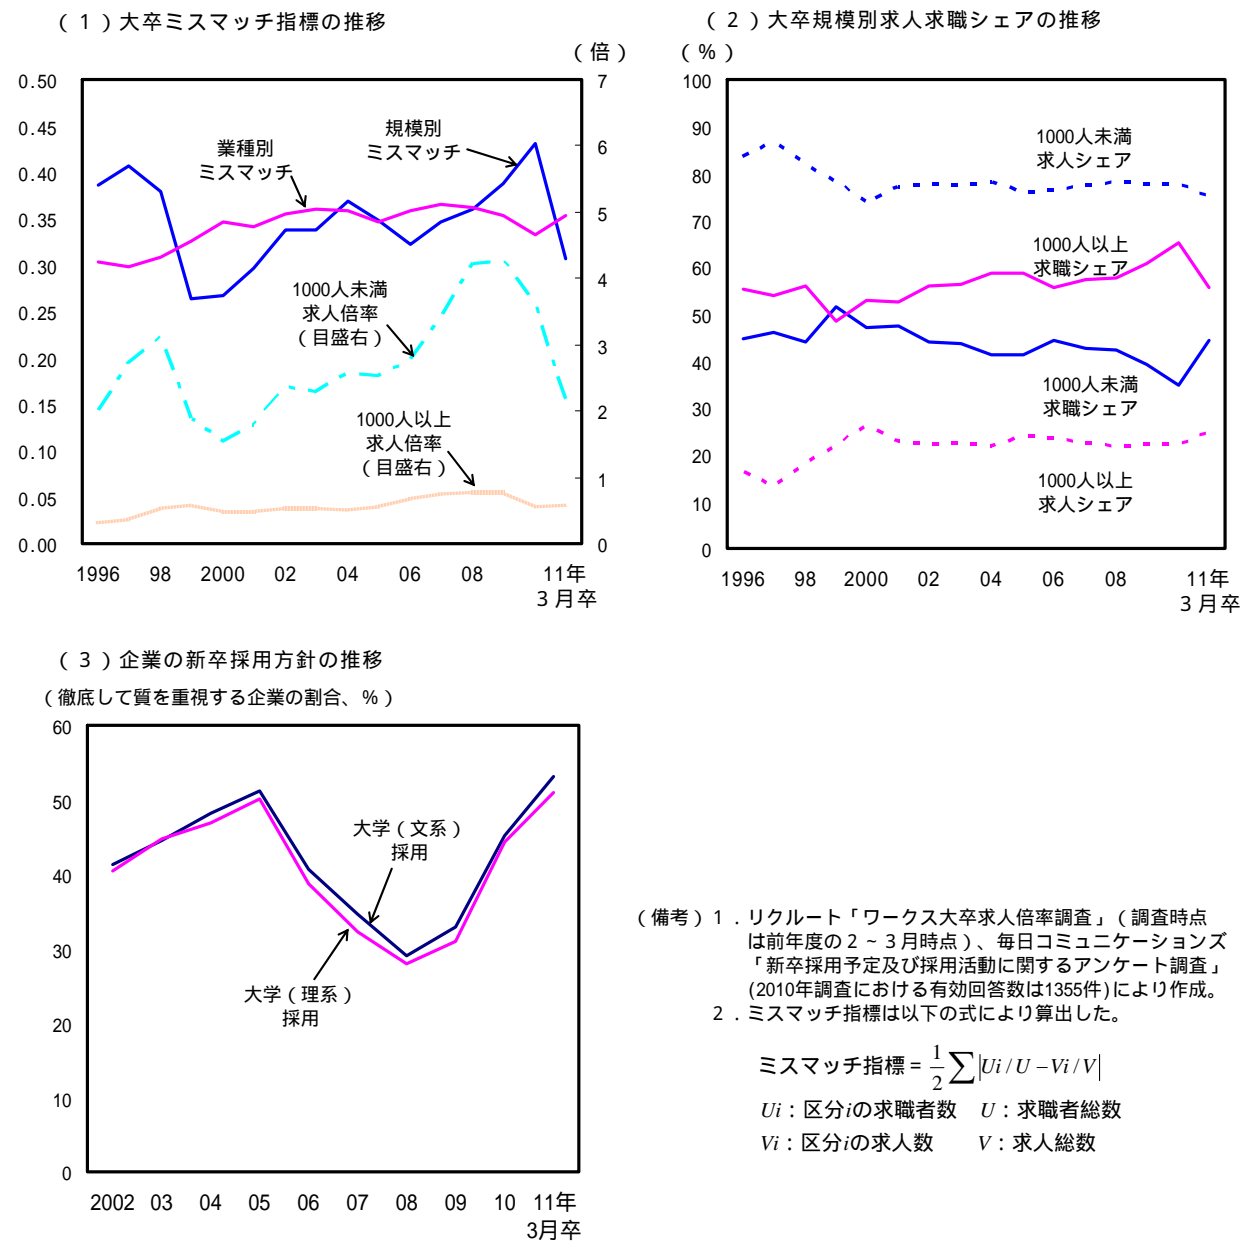 （１）大卒ミスマッチ指標の推移
（倍）
0.50
0.45
0.40
0.35
0.30
0.25
0.20
0.15
0.10
0.05
0.00
7
6
5
4
3
2
1
0
業種別
ミスマッチ
規模別
ミスマッチ
1000人未満
求人倍率
（目盛右）
1000人以上
求人倍率
（目盛右）
1996 98 2000 02 04 06 08 11年
３月卒
（２）大卒規模別求人求職シェアの推移
（％）
100
90
80
70
60
50
40
30
20
10
0
1000人未満
求人シェア
1000人以上
求職シェア
1000人未満
求職シェア
1000人以上
求人シェア
1996 98 2000 02 04 06 08 11年
３月卒
（３）企業の新卒採用方針の推移
（徹底して質を重視する企業の割合、％）
60
50
40
30
20
10
0
大学（文系）
採用
大学（理系）
採用
2002 03 04 05 06 07 08 09 10 11年
3月卒
（備考）１．リクルート「ワークス大卒求人倍率調査」（調査時点
は前年度の２～３月時点）、毎日コミュニケーションズ
「新卒採用予定及び採用活動に関するアンケート調査」
(2010年調査における有効回答数は1355件)により作成。
２．ミスマッチ指標は以下の式により算出した。
ミスマッチ指標＝1/2∑|Ui/U－Vi/V|
Ui：区分iの求職者数 U：求職者総数
Vi：区分iの求人数 V：求人総数